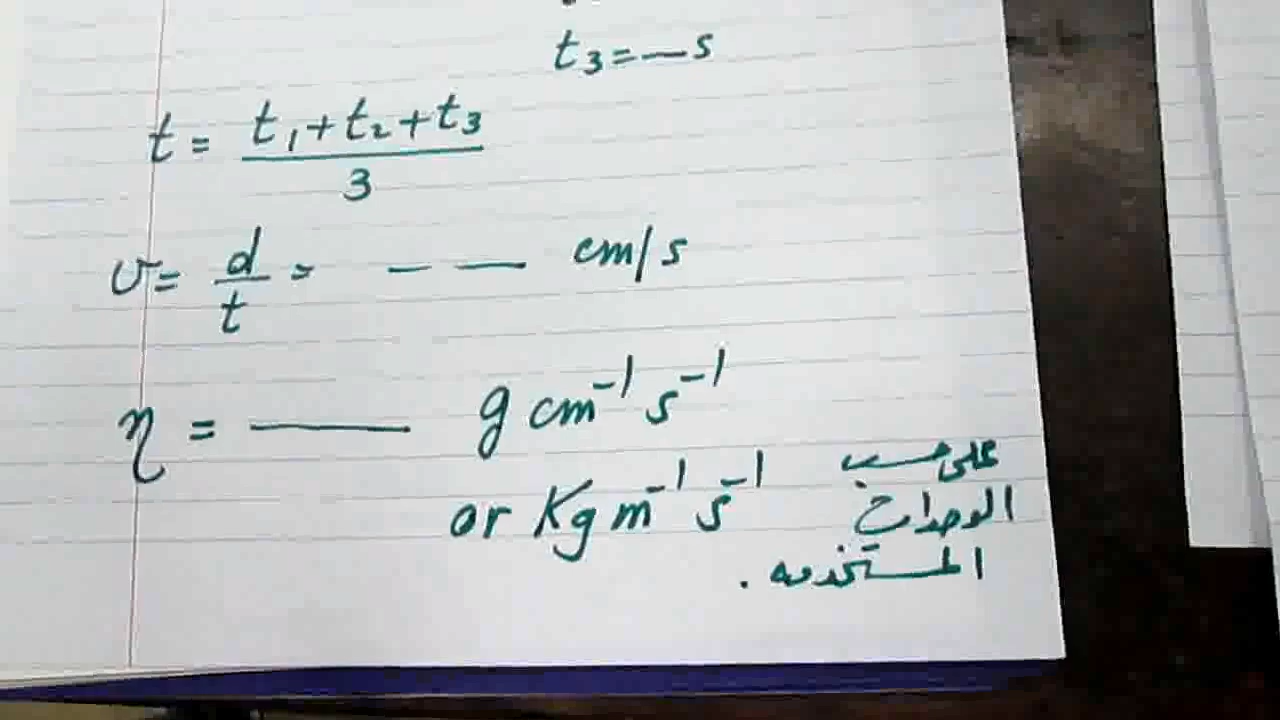 t₃ = — s
t = (t₁ + t₂ + t₃) / 3
v = d / t = — — cm/s
η = —— g cm⁻¹ s⁻¹
or Kg m⁻¹ s⁻¹
على حسب
الوحدات
المستخدمه .